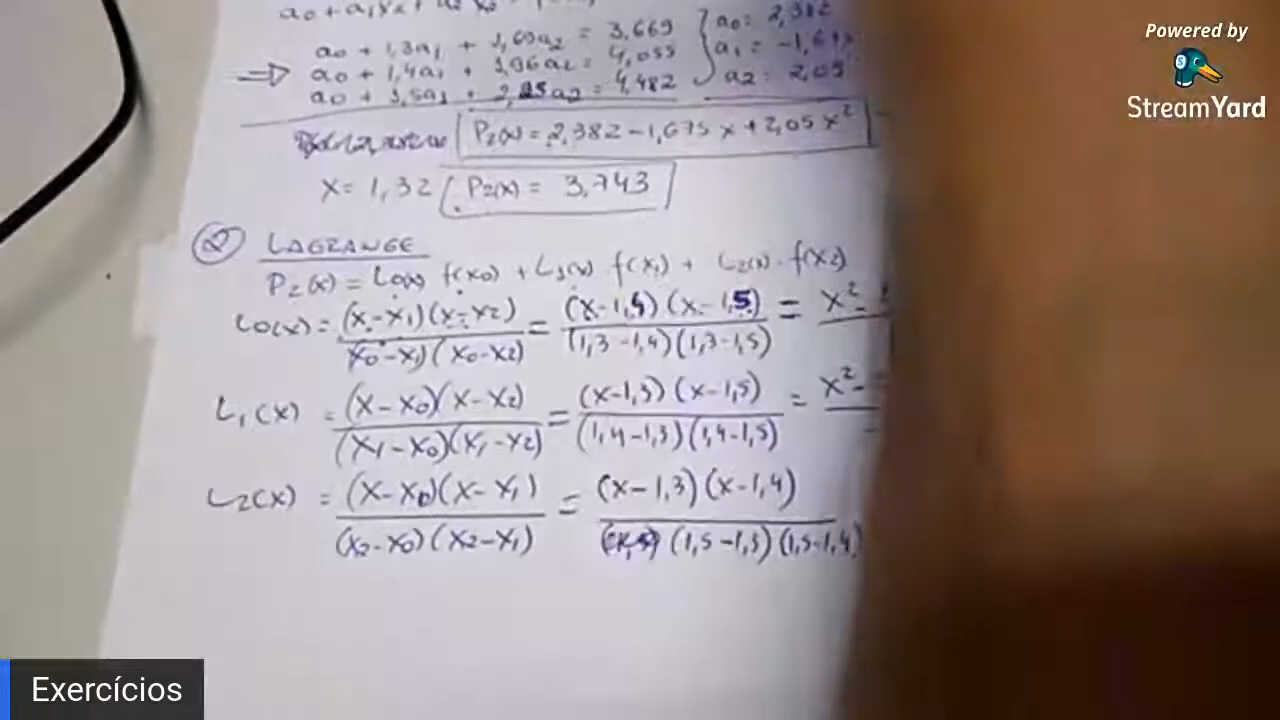 a0 + a1x2 + a2
a0 + 1,3a1 + 1,69a2 = 3,669 } a0 = 2,382
⇒ a0 + 1,4a1 + 1,96a2 = 4,055 a1 = -1,675
a0 + 1,5a1 + 2,25a2 = 4,482 a2 = 2,05
P2(x) = 2,382 - 1,675 x + 2,05 x²
x = 1,32 P2(x) = 3,743
2) LAGRANGE
P2(x) = L0(x) f(x0) + L1(x) f(x1) + L2(x) . f(x2)
L0(x) = (x - x1)(x - x2) / (x0 - x1)(x0 - x2) = (x - 1,4)(x - 1,5) / (1,3 - 1,4)(1,3 - 1,5) = x² -
L1(x) = (x - x0)(x - x2) / (x1 - x0)(x1 - x2) = (x - 1,3)(x - 1,5) / (1,4 - 1,3)(1,4 - 1,5) = x² -
L2(x) = (x - x0)(x - x1) / (x2 - x0)(x2 - x1) = (x - 1,3)(x - 1,4) / (1,5 - 1,3)(1,5 - 1,4)
Powered by
StreamYard
Exercícios